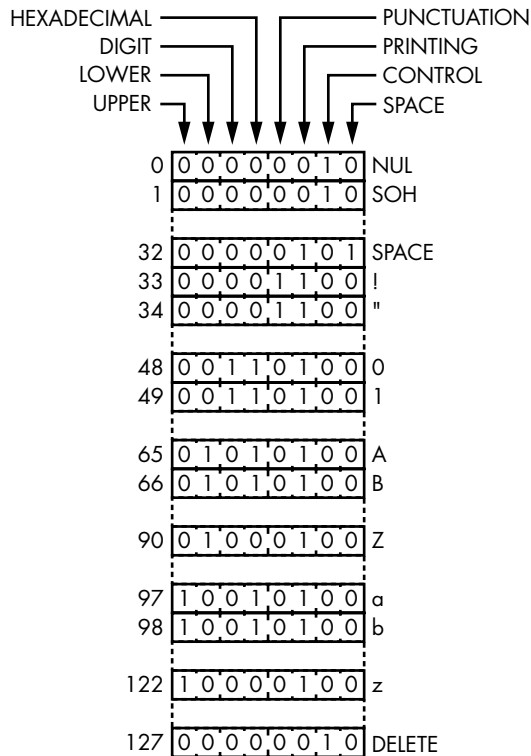 HEXADECIMAL PUNCTUATION
DIGIT PRINTING
LOWER CONTROL
UPPER SPACE
0 0 0 0 0 0 0 1 0 NUL
1 0 0 0 0 0 0 1 0 SOH
32 0 0 0 0 0 1 0 1 SPACE
33 0 0 0 0 1 1 0 0 !
34 0 0 0 0 1 1 0 0 "
48 0 0 1 1 0 1 0 0 0
49 0 0 1 1 0 1 0 0 1
65 0 1 0 1 0 1 0 0 A
66 0 1 0 1 0 1 0 0 B
90 0 1 0 0 0 1 0 0 Z
97 1 0 0 1 0 1 0 0 a
98 1 0 0 1 0 1 0 0 b
122 1 0 0 0 0 1 0 0 z
127 0 0 0 0 0 0 1 0 DELETE